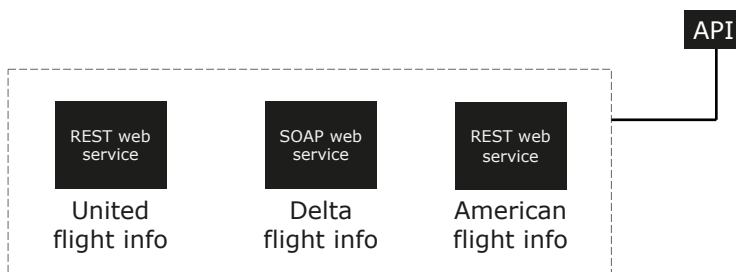 API
REST web
service
SOAP web
service
REST web
service
United
flight info
Delta
flight info
American
flight info